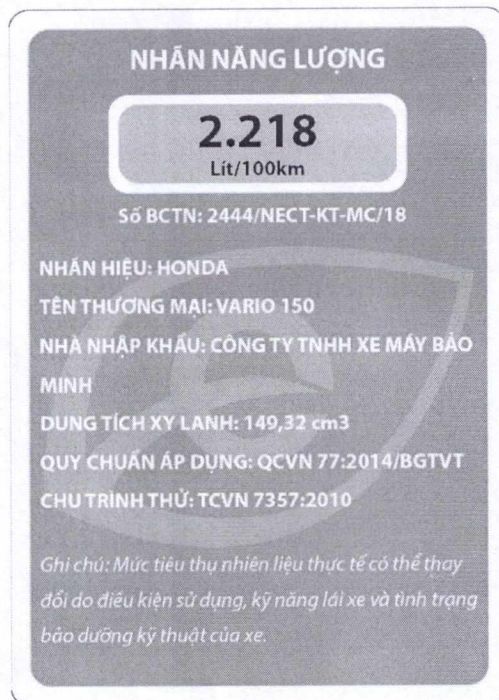 NHÃN NĂNG LƯỢNG
2.218
Lít/100km
Số BCTN: 2444/NECT-KT-MC/18
NHÃN HIỆU: HONDA
TÊN THƯƠNG MẠI: VARIO 150
NHÀ NHẬP KHẨU: CÔNG TY TNHH XE MÁY BẢO
MINH
DUNG TÍCH XY LANH: 149,32 cm3
QUY CHUẨN ÁP DỤNG: QCVN 77:2014/BGTVT
CHU TRÌNH THỬ: TCVN 7357:2010
Ghi chú: Mức tiêu thụ nhiên liệu thực tế có thể thay
đổi do điều kiện sử dụng, kỹ năng lái xe và tình trạng
bảo dưỡng kỹ thuật của xe.